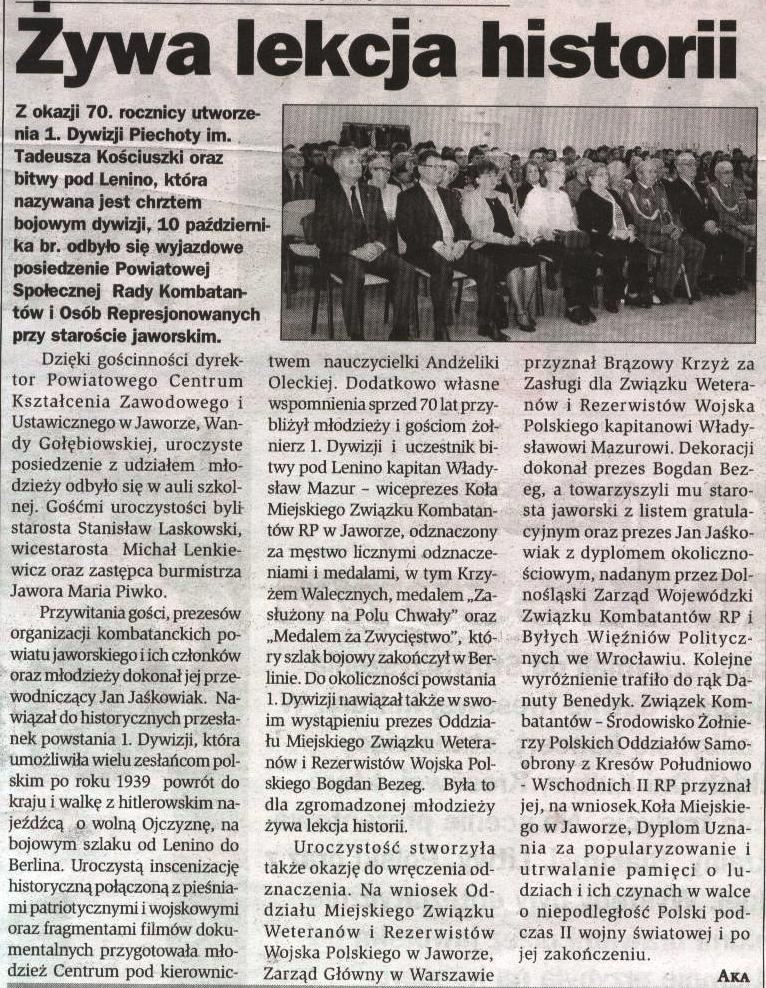 Żywa lekcja historii
Z okazji 70. rocznicy utworze-
nia 1. Dywizji Piechoty im.
Tadeusza Kościuszki oraz
bitwy pod Lenino, która
nazywana jest chrztem
bojowym dywizji, 10 październi-
ka br. odbyło się wyjazdowe
posiedzenie Powiatowej
Społecznej Rady Kombatan-
tów i Osób Represjonowanych
przy staroście jaworskim.
Dzięki gościnności dyrek-
tor Powiatowego Centrum
Kształcenia Zawodowego i
Ustawicznego w Jaworze, Wan-
dy Gołębiowskiej, uroczyste
posiedzenie z udziałem mło-
dzieży odbyło się w auli szkol-
nej. Gośćmi uroczystości byli
starosta Stanisław Laskowski,
wicestarosta Michał Lenkie-
wicz oraz zastępca burmistrza
Jawora Maria Piwko.
Przywitania gości, prezesów
organizacji kombatanckich po-
wiatu jaworskiego i ich członków
oraz młodzieży dokonał jej prze-
wodniczący Jan Jaśkowiak. Na-
wiązał do historycznych przesła-
nek powstania 1. Dywizji, która
umożliwiła wielu zesłańcom pol-
skim po roku 1939 powrót do
kraju i walkę z hitlerowskim na-
jeźdźcą o wolną Ojczyznę, na
bojowym szlaku od Lenino do
Berlina. Uroczystą inscenizację
historyczną połączoną z pieśnia-
mi patriotycznymi i wojskowymi
oraz fragmentami filmów doku-
mentalnych przygotowała mło-
dzież Centrum pod kierownic-
twem nauczycielki Andżeliki
Oleckiej. Dodatkowo własne
wspomnienia sprzed 70 lat przy-
bliżył młodzieży i gościom żoł-
nierz 1. Dywizji i uczestnik bi-
twy pod Lenino kapitan Włady-
sław Mazur – wiceprezes Koła
Miejskiego Związku Kombatan-
tów RP w Jaworze, odznaczony
za męstwo licznymi odznacze-
niami i medalami, w tym Krzy-
żem Walecznych, medalem „Za-
służony na Polu Chwały” oraz
„Medalem za Zwycięstwo”, któ-
ry szlak bojowy zakończył w Ber-
linie. Do okoliczności powstania
1. Dywizji nawiązał także w swo-
im wystąpieniu prezes Oddzia-
łu Miejskiego Związku Wetera-
nów i Rezerwistów Wojska Pol-
skiego Bogdan Bezeg. Była to
dla zgromadzonej młodzieży
żywa lekcja historii.
Uroczystość stworzyła
także okazję do wręczenia od-
znaczenia. Na wniosek Od-
działu Miejskiego Związku
Weteranów i Rezerwistów
Wojska Polskiego w Jaworze,
Zarząd Główny w Warszawie
przyznał Brązowy Krzyż za
Zasługi dla Związku Wetera-
nów i Rezerwistów Wojska
Polskiego kapitanowi Włady-
sławowi Mazurowi. Dekoracji
dokonał prezes Bogdan Bez-
eg, a towarzyszyli mu staro-
sta jaworski z listem gratula-
cyjnym oraz prezes Jan Jaśko-
wiak z dyplomem okoliczno-
ściowym, nadanym przez Dol-
nośląski Zarząd Wojewódzki
Związku Kombatantów RP i
Byłych Więźniów Politycz-
nych we Wrocławiu. Kolejne
wyróżnienie trafiło do rąk Da-
nuty Benedyk. Związek Kom-
batantów – Środowisko Żołnie-
rzy Polskich Oddziałów Samo-
obrony z Kresów Południowo
- Wschodnich II RP przyznał
jej, na wniosek Koła Miejskie-
go w Jaworze, Dyplom Uzna-
nia za popularyzowanie i
utrwalanie pamięci o lu-
dziach i ich czynach w walce
o niepodległość Polski pod-
czas II wojny światowej i po
jej zakończeniu.
AKA